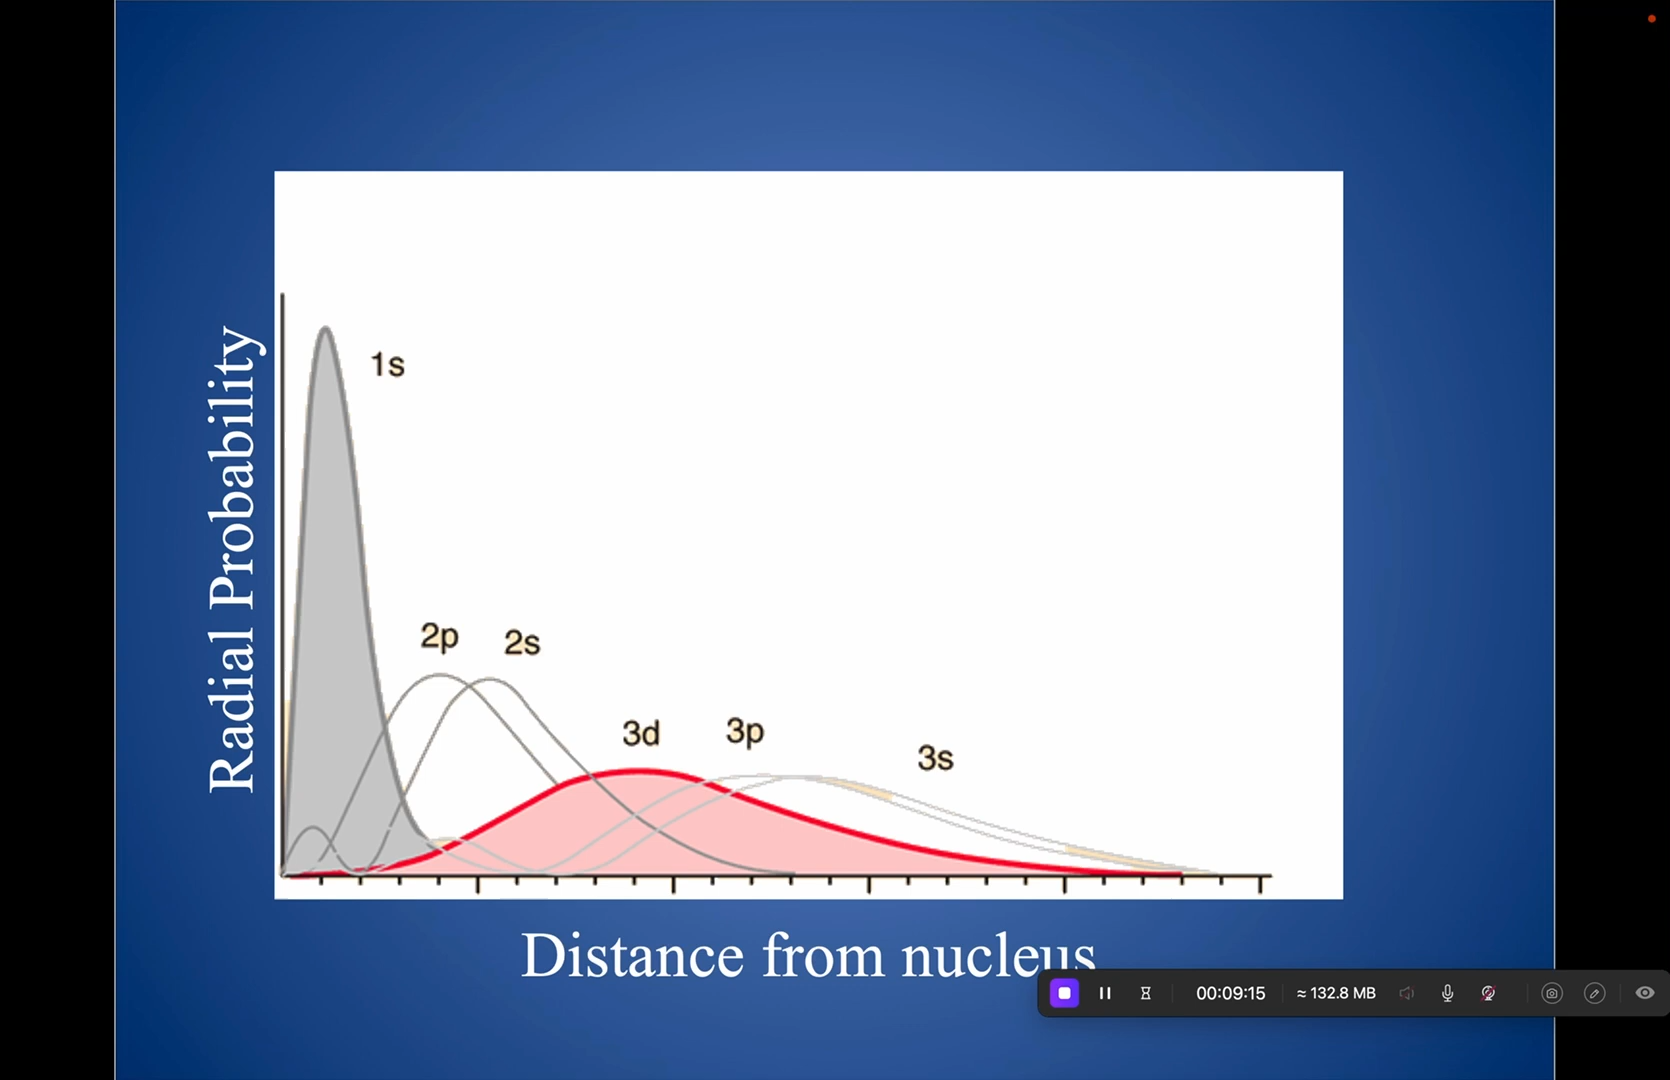 Radial Probability
1s
2p
2s
3d
3p
3s
Distance from nucleus
00:09:15
≈ 132.8 MB